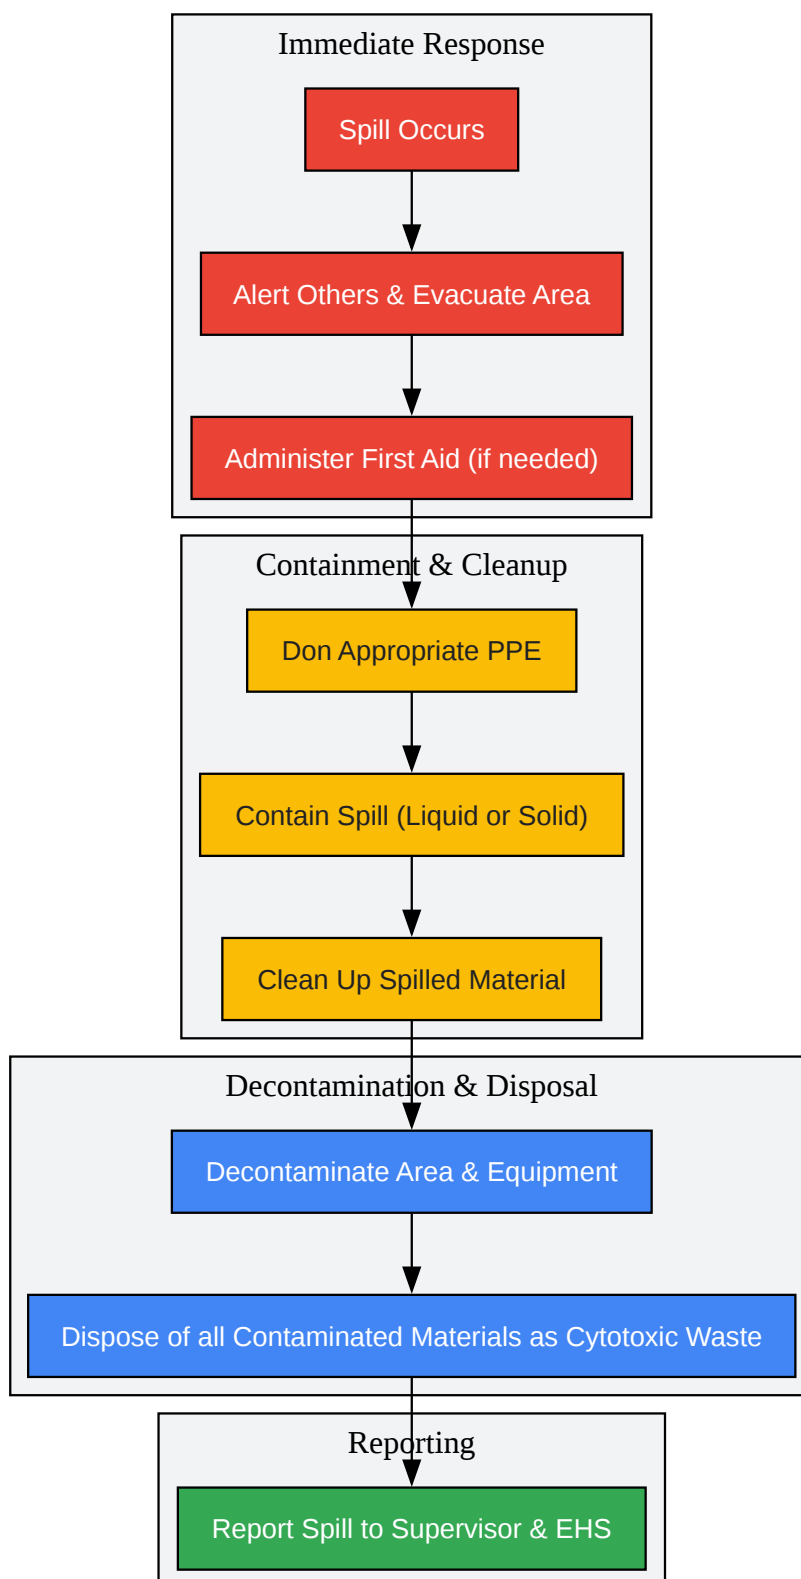 Immediate Response
Spill Occurs
Alert Others & Evacuate Area
Administer First Aid (if needed)
Containment & Cleanup
Don Appropriate PPE
Contain Spill (Liquid or Solid)
Clean Up Spilled Material
Decontamination & Disposal
Decontaminate Area & Equipment
Dispose of all Contaminated Materials as Cytotoxic Waste
Reporting
Report Spill to Supervisor & EHS